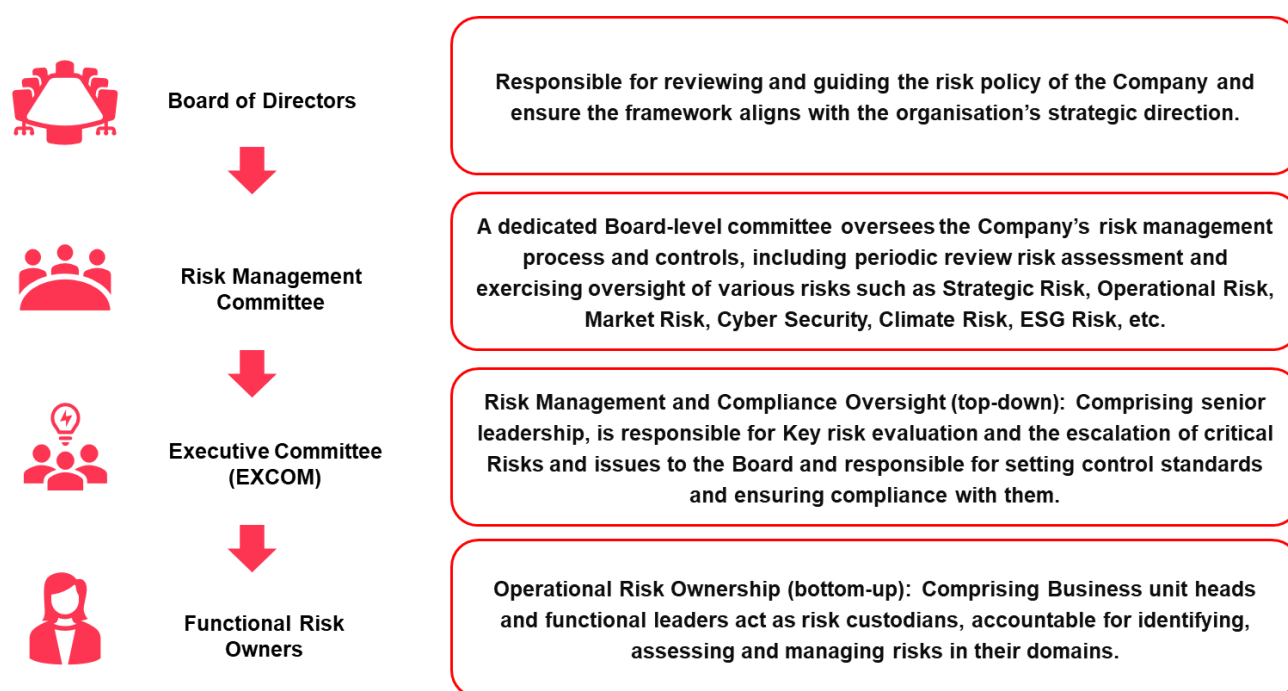 Board of Directors
Responsible for reviewing and guiding the risk policy of the Company and
ensure the framework aligns with the organisation's strategic direction.
Risk Management
Committee
A dedicated Board-level committee oversees the Company's risk management
process and controls, including periodic review risk assessment and
exercising oversight of various risks such as Strategic Risk, Operational Risk,
Market Risk, Cyber Security, Climate Risk, ESG Risk, etc.
Executive Committee
(EXCOM)
Risk Management and Compliance Oversight (top-down): Comprising senior
leadership, is responsible for Key risk evaluation and the escalation of critical
Risks and issues to the Board and responsible for setting control standards
and ensuring compliance with them.
Functional Risk
Owners
Operational Risk Ownership (bottom-up): Comprising Business unit heads
and functional leaders act as risk custodians, accountable for identifying,
assessing and managing risks in their domains.